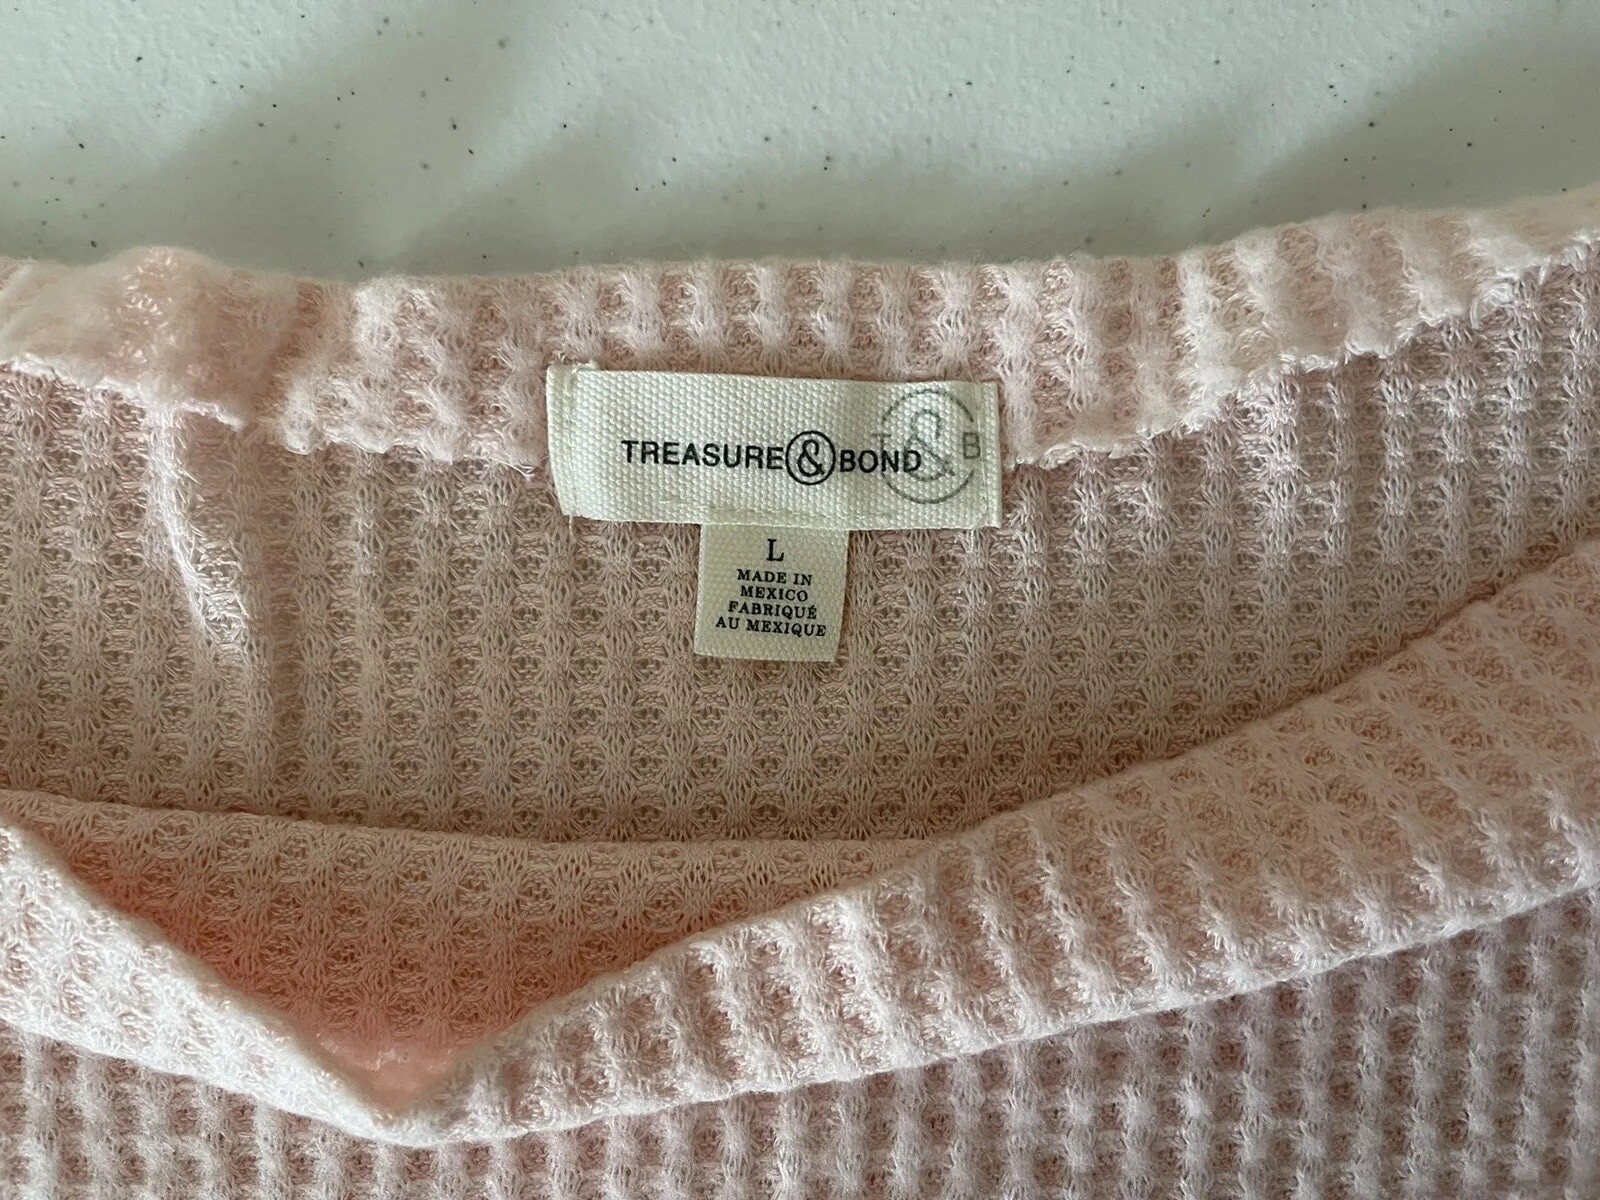 TREASURE & BOND
T & B
L
MADE IN
MEXICO
FABRIQUÉ
AU MEXIQUE